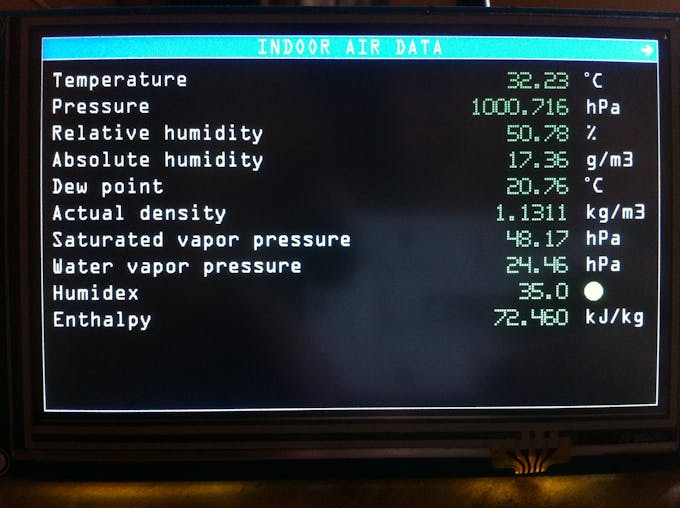 INDOOR AIR DATA →
Temperature 32.23 °C
Pressure 1000.716 hPa
Relative humidity 50.78 %
Absolute humidity 17.36 g/m3
Dew point 20.76 °C
Actual density 1.1311 kg/m3
Saturated vapor pressure 48.17 hPa
Water vapor pressure 24.46 hPa
Humidex 35.0
Enthalpy 72.460 kJ/kg